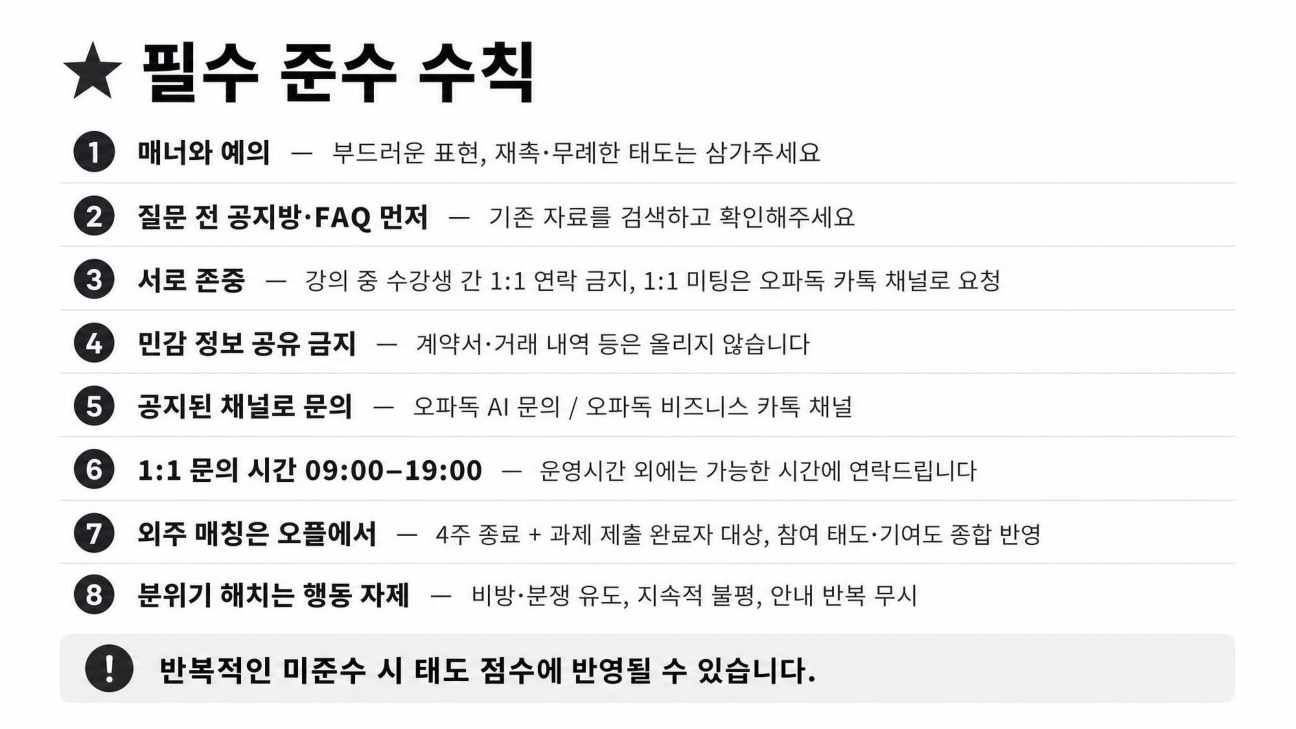 ★ 필수 준수 수칙
1 매너와 예의 — 부드러운 표현, 재촉·무례한 태도는 삼가주세요
2 질문 전 공지방·FAQ 먼저 — 기존 자료를 검색하고 확인해주세요
3 서로 존중 — 강의 중 수강생 간 1:1 연락 금지, 1:1 미팅은 오파독 카톡 채널로 요청
4 민감 정보 공유 금지 — 계약서·거래 내역 등은 올리지 않습니다
5 공지된 채널로 문의 — 오파독 AI 문의 / 오파독 비즈니스 카톡 채널
6 1:1 문의 시간 09:00–19:00 — 운영시간 외에는 가능한 시간에 연락드립니다
7 외주 매칭은 오플에서 — 4주 종료 + 과제 제출 완료자 대상, 참여 태도·기여도 종합 반영
8 분위기 해치는 행동 자제 — 비방·분쟁 유도, 지속적 불평, 안내 반복 무시
! 반복적인 미준수 시 태도 점수에 반영될 수 있습니다.